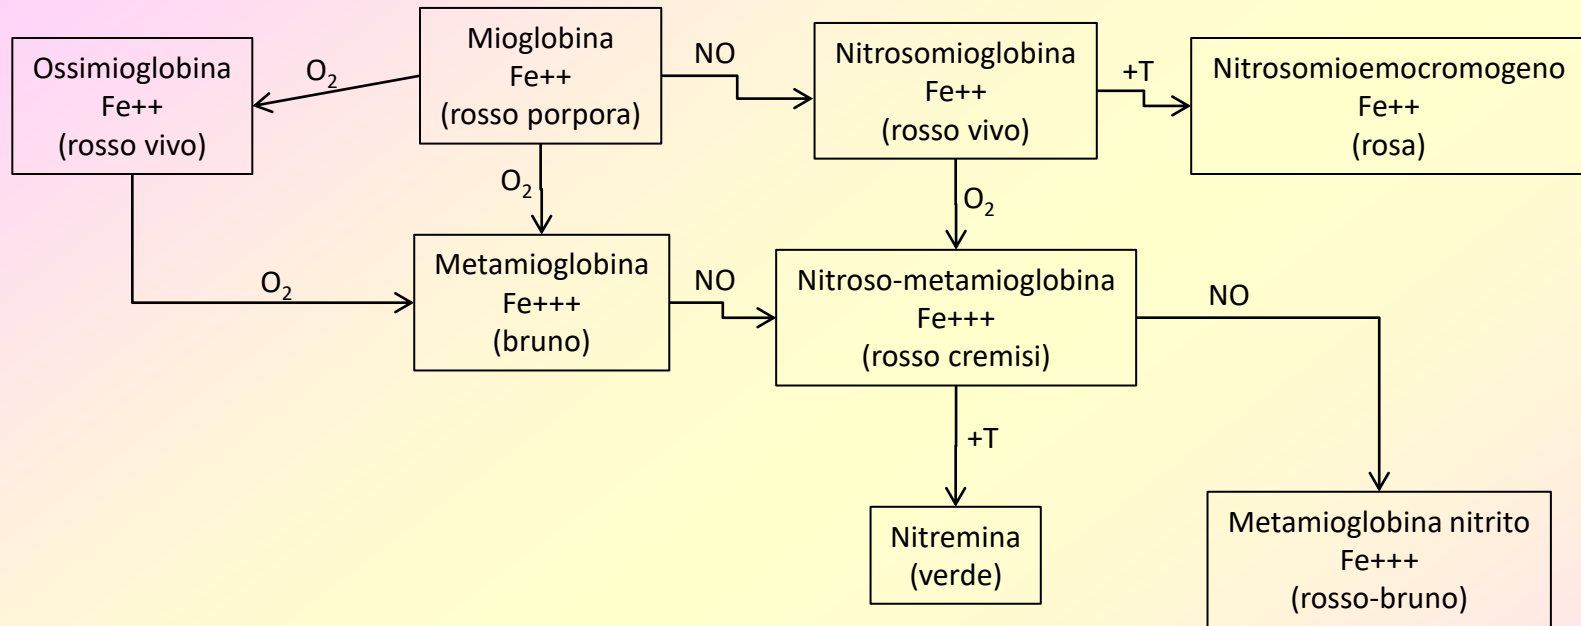 Ossimioglobina
Fe++
(rosso vivo)
O2
Mioglobina
Fe++
(rosso porpora)
NO
Nitrosomioglobina
Fe++
(rosso vivo)
+T
Nitrosomioemocromogeno
Fe++
(rosa)
O2
O2
O2
Metamioglobina
Fe+++
(bruno)
NO
Nitroso-metamioglobina
Fe+++
(rosso cremisi)
NO
+T
Nitremina
(verde)
Metamioglobina nitrito
Fe+++
(rosso-bruno)